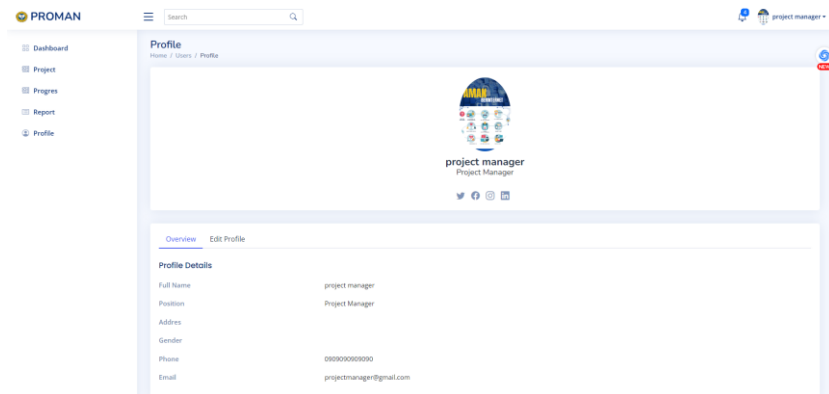 PROMAN
Search
4
project manager
Profile
Home / Users / Profile
NEW
Dashboard
Project
Progres
Report
Profile
AMAN
project manager
Project Manager
Overview Edit Profile
Profile Details
Full Name project manager
Position Project Manager
Addres
Gender
Phone 0909090909090
Email projectmanager@gmail.com